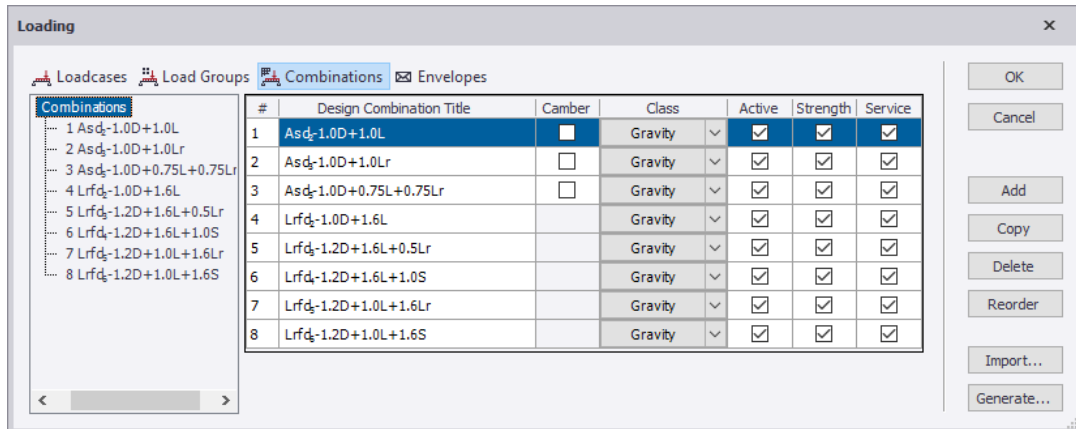 Loading
Loadcases Load Groups Combinations Envelopes
Combinations
1 Asd-1.0D+1.0L
2 Asd-1.0D+1.0Lr
3 Asd-1.0D+0.75L+0.75Lr
4 Lrfd-1.0D+1.6L
5 Lrfd-1.2D+1.6L+0.5Lr
6 Lrfd-1.2D+1.6L+1.0S
7 Lrfd-1.2D+1.0L+1.6Lr
8 Lrfd-1.2D+1.0L+1.6S
# Design Combination Title Camber Class Active Strength Service
1 Asd-1.0D+1.0L Gravity
2 Asd-1.0D+1.0Lr Gravity
3 Asd-1.0D+0.75L+0.75Lr Gravity
4 Lrfd-1.0D+1.6L Gravity
5 Lrfd-1.2D+1.6L+0.5Lr Gravity
6 Lrfd-1.2D+1.6L+1.0S Gravity
7 Lrfd-1.2D+1.0L+1.6Lr Gravity
8 Lrfd-1.2D+1.0L+1.6S Gravity
OK
Cancel
Add
Copy
Delete
Reorder
Import...
Generate...